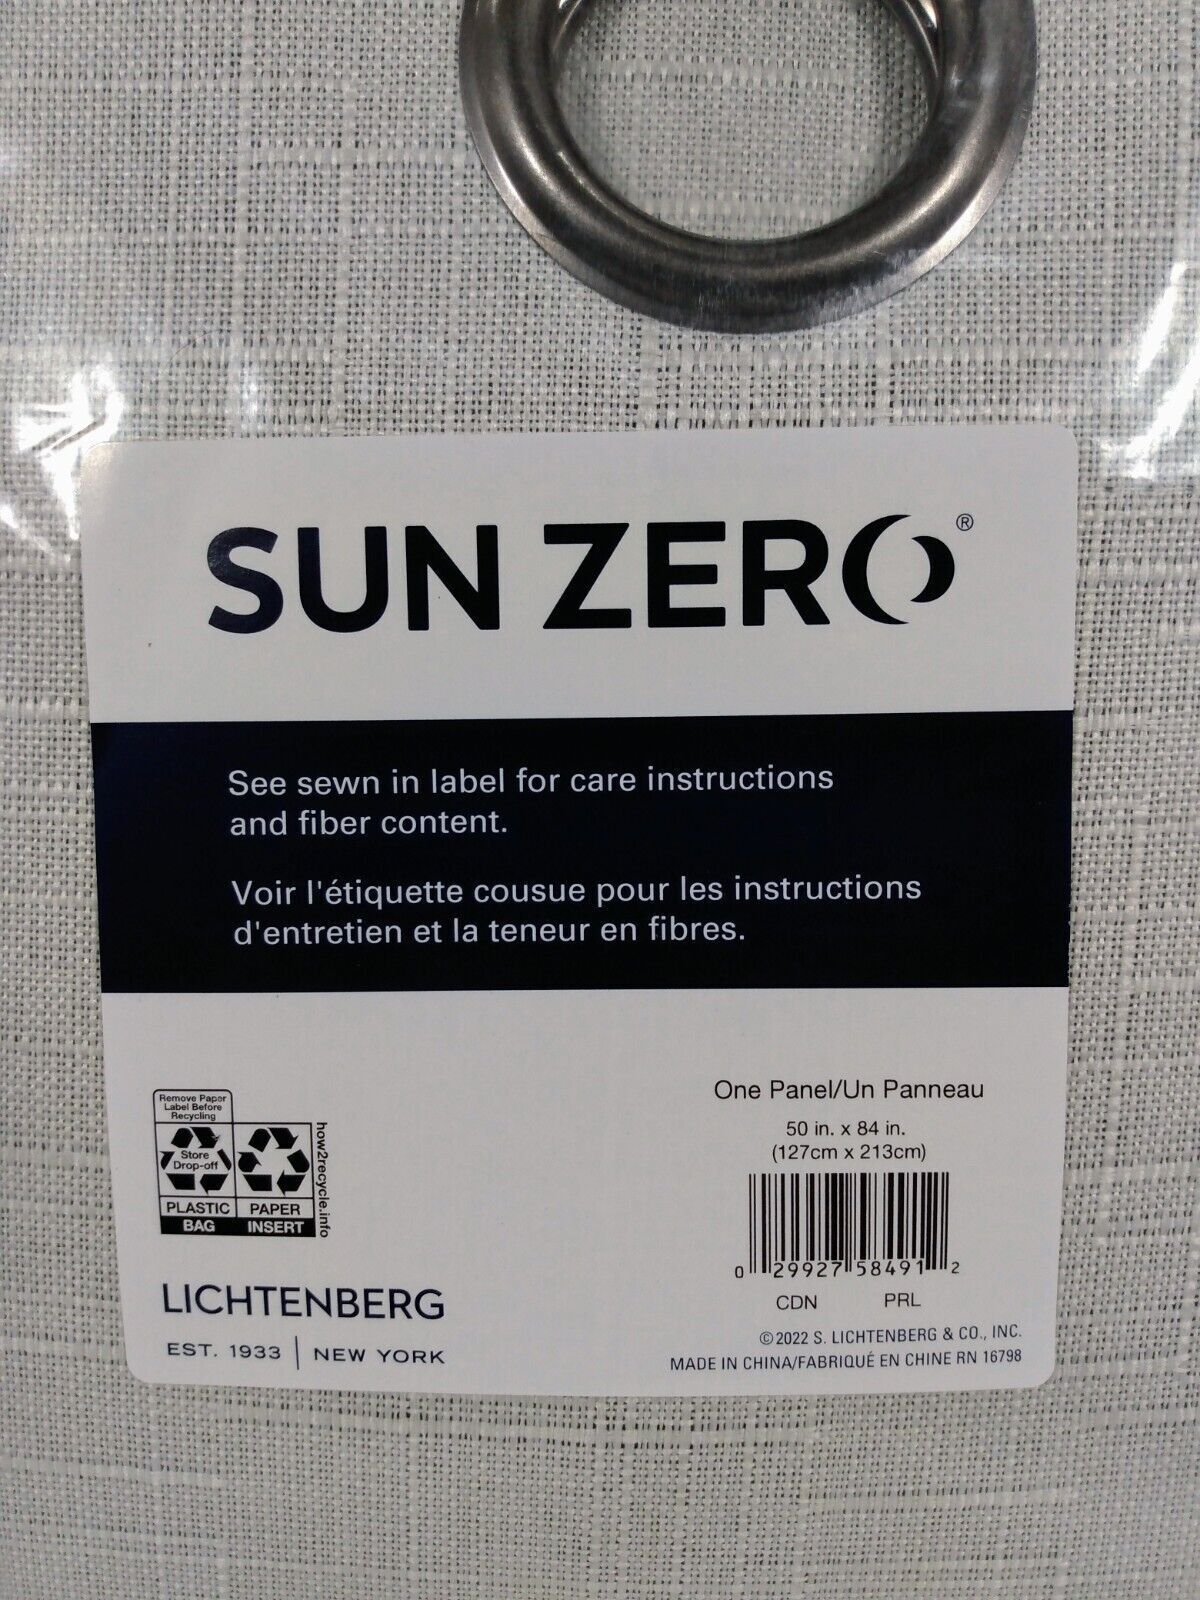 SUN ZERO®
See sewn in label for care instructions
and fiber content.
Voir l'étiquette cousue pour les instructions
d'entretien et la teneur en fibres.
Remove Paper
Label Before
Recycling
Store
Drop-off
PLASTIC
BAG
PAPER
INSERT
how2recycle.info
LICHTENBERG
EST. 1933 | NEW YORK
One Panel/Un Panneau
50 in. x 84 in.
(127cm x 213cm)
0 29927 58491 2
CDN PRL
©2022 S. LICHTENBERG & CO., INC.
MADE IN CHINA/FABRIQUÉ EN CHINE RN 16798